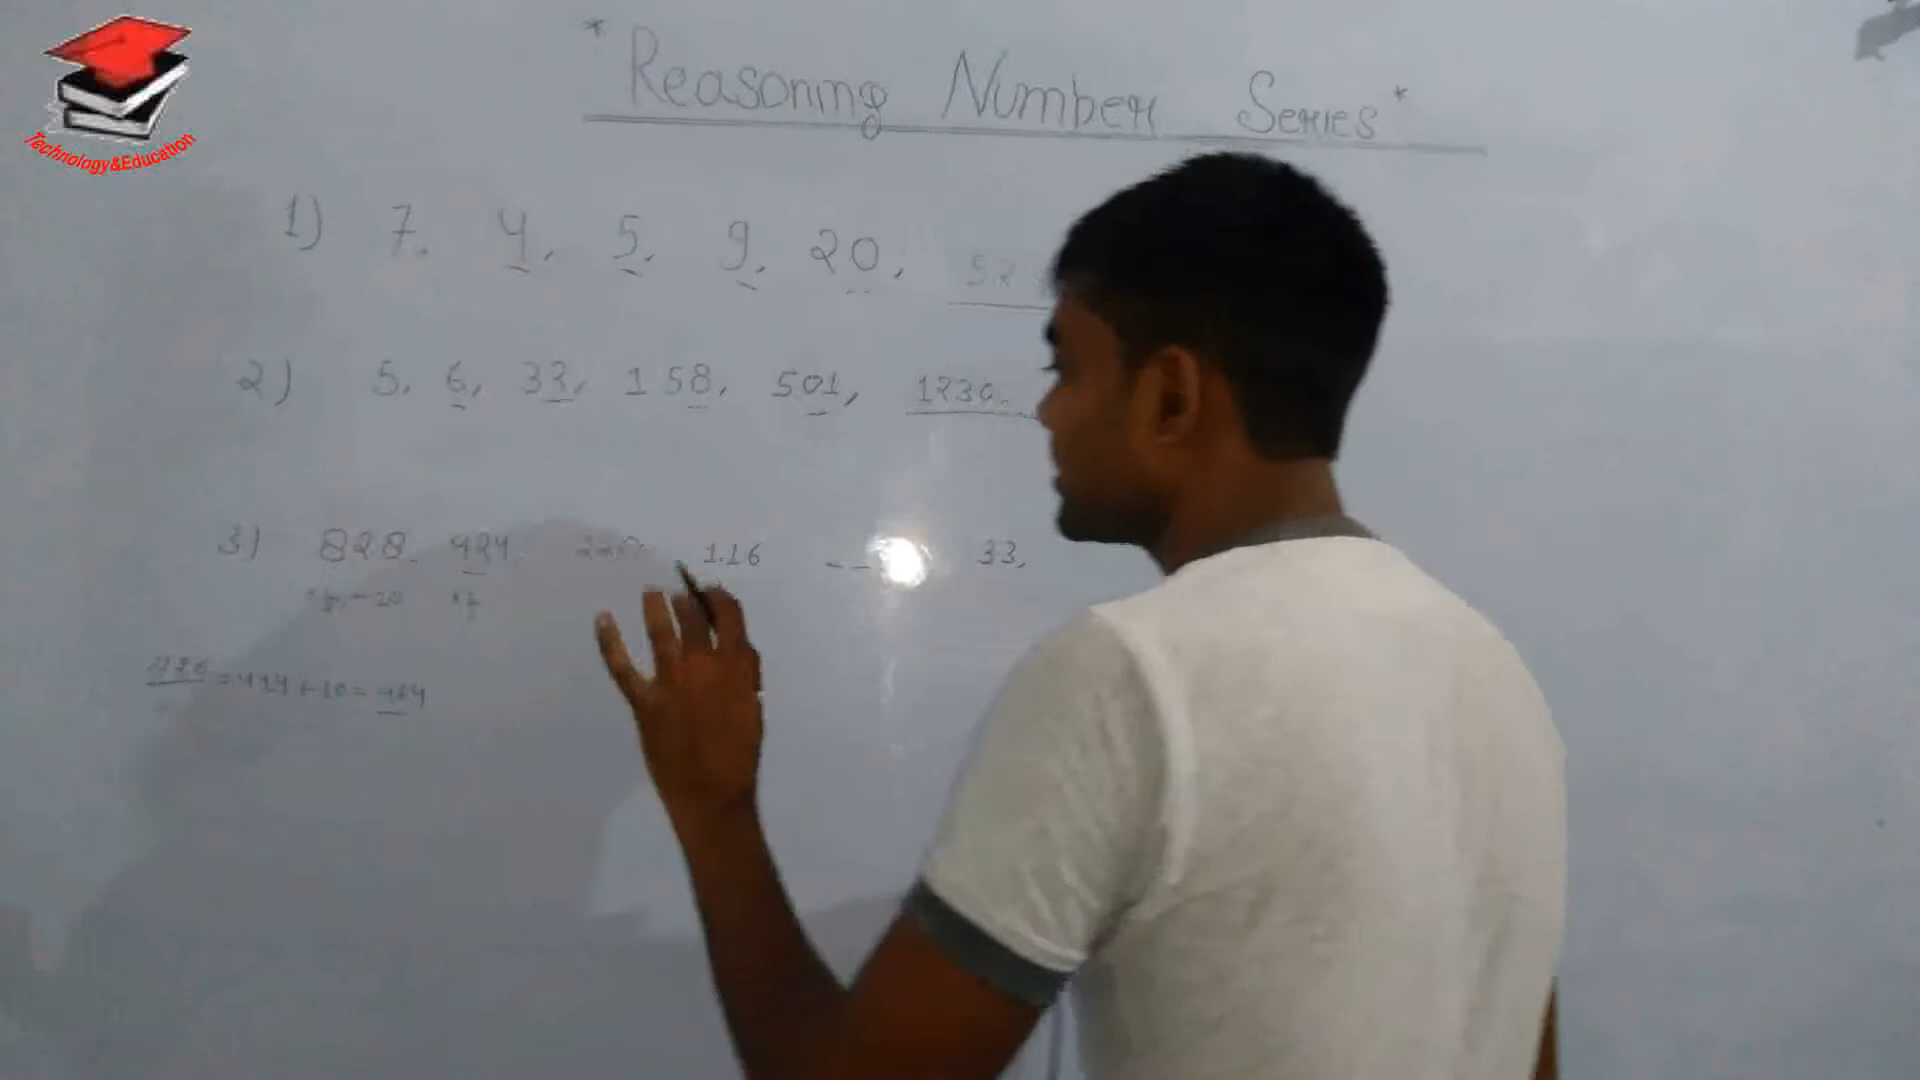 Technology&Education
* Reasoning Number Series *
1) 7, 4, 5, 9, 20, 52
2) 5, 6, 33, 158, 501, 1230
3) 828, 424, 116 -- 33,